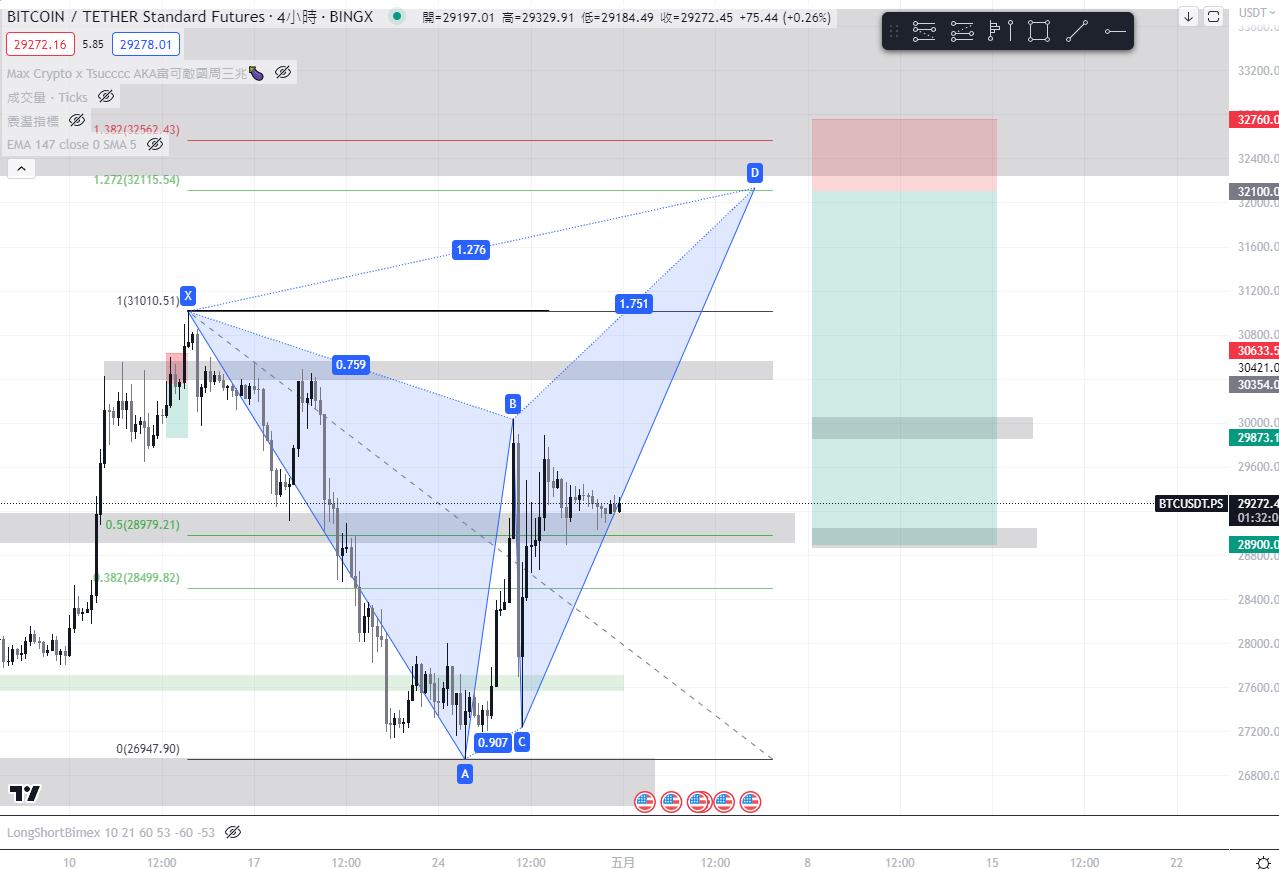 BITCOIN / TETHER Standard Futures · 4小時 · BINGX 開=29197.01 高=29329.91 低=29184.49 收=29272.45 +75.44 (+0.26%)
USDT
29272.16 5.85 29278.01
Max Crypto x Tsucccc AKA富可敵國周三兆🍆
成交量 · Ticks
震盪指標
EMA 147 close 0 SMA 5
1.382(32562.43)
1.272(32115.54)
1(31010.51)
0.5(28979.21)
0.382(28499.82)
0(26947.90)
X
A
B
C
D
1.276
1.751
0.759
0.907
33600.0
33200.0
32760.0
32400.0
32100.0
32000.0
31600.0
31200.0
30800.0
30633.5
30421.0
30354.0
30000.0
29873.1
29600.0
BTCUSDT.PS 29272.4
01:32:0
28900.0
28800.0
28400.0
28000.0
27600.0
27200.0
26800.0
LongShortBimex 10 21 60 53 -60 -53
10 12:00 17 12:00 24 12:00 五月 12:00 8 12:00 15 12:00 22